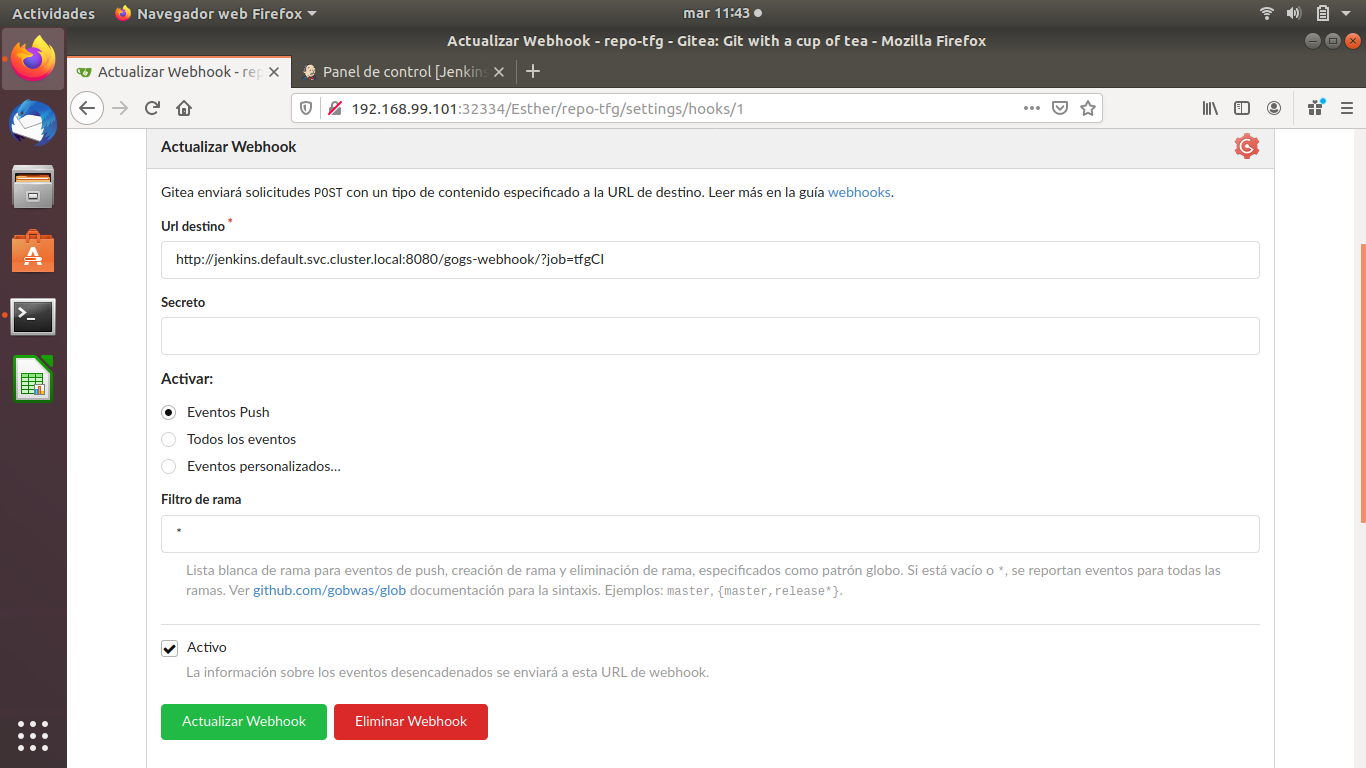 Actividades
Navegador web Firefox
mar 11:43
Actualizar Webhook - repo-tfg - Gitea: Git with a cup of tea - Mozilla Firefox
Actualizar Webhook - rep
Panel de control [Jenkins
192.168.99.101:32334/Esther/repo-tfg/settings/hooks/1
Actualizar Webhook
Gitea enviará solicitudes POST con un tipo de contenido especificado a la URL de destino. Leer más en la guía webhooks.
Url destino *
http://jenkins.default.svc.cluster.local:8080/gogs-webhook/?job=tfgCI
Secreto
Activar:
Eventos Push
Todos los eventos
Eventos personalizados...
Filtro de rama
*
Lista blanca de rama para eventos de push, creación de rama y eliminación de rama, especificados como patrón globo. Si está vacío o *, se reportan eventos para todas las
ramas. Ver github.com/gobwas/glob documentación para la sintaxis. Ejemplos: master, {master,release*}.
Activo
La información sobre los eventos desencadenados se enviará a esta URL de webhook.
Actualizar Webhook
Eliminar Webhook